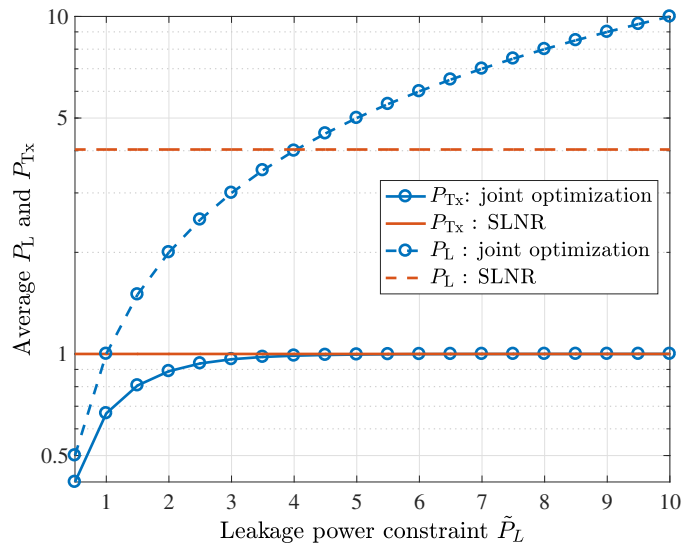 Average P_L and P_Tx
10
5
1
0.5
P_Tx: joint optimization
P_Tx : SLNR
P_L : joint optimization
P_L : SLNR
1 2 3 4 5 6 7 8 9 10
Leakage power constraint P̃_L